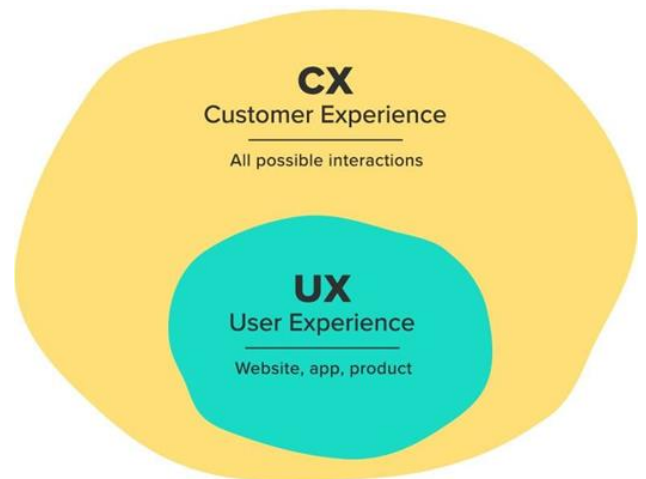 CX
Customer Experience
All possible interactions
UX
User Experience
Website, app, product